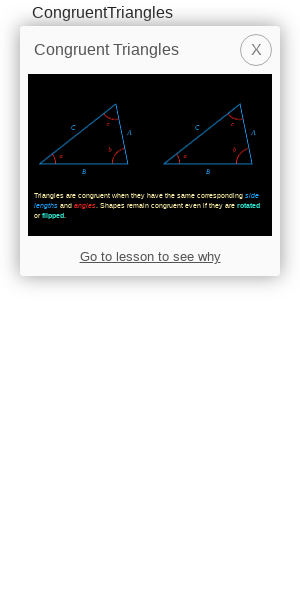 CongruentTriangles
Congruent Triangles X
C c A a b B
C c A a b B
Triangles are congruent when they have the same corresponding side
lengths and angles. Shapes remain congruent even if they are rotated
or flipped.
Go to lesson to see why